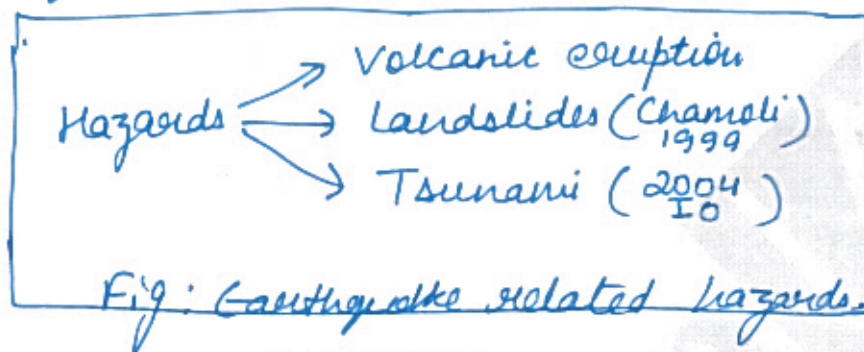 Volcanic eruption
Hazards → Landslides (Chamoli 1999)
Tsunami (2004 IO)
Fig: Earthquake related hazards.